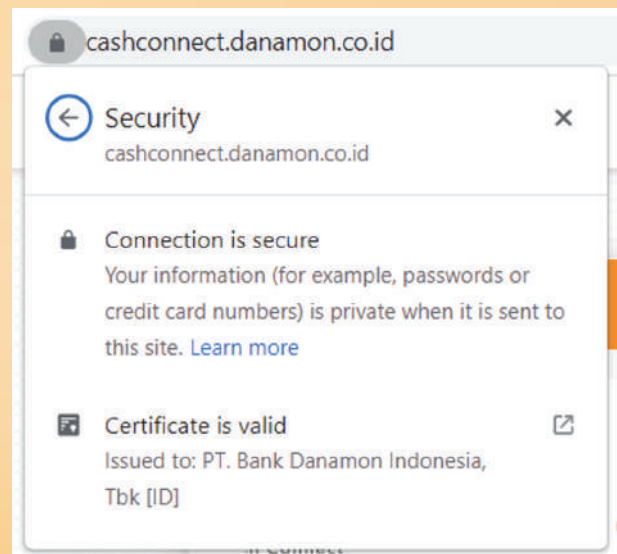 cashconnect.danamon.co.id
Security
cashconnect.danamon.co.id
Connection is secure
Your information (for example, passwords or
credit card numbers) is private when it is sent to
this site. Learn more
Certificate is valid
Issued to: PT. Bank Danamon Indonesia,
Tbk [ID]